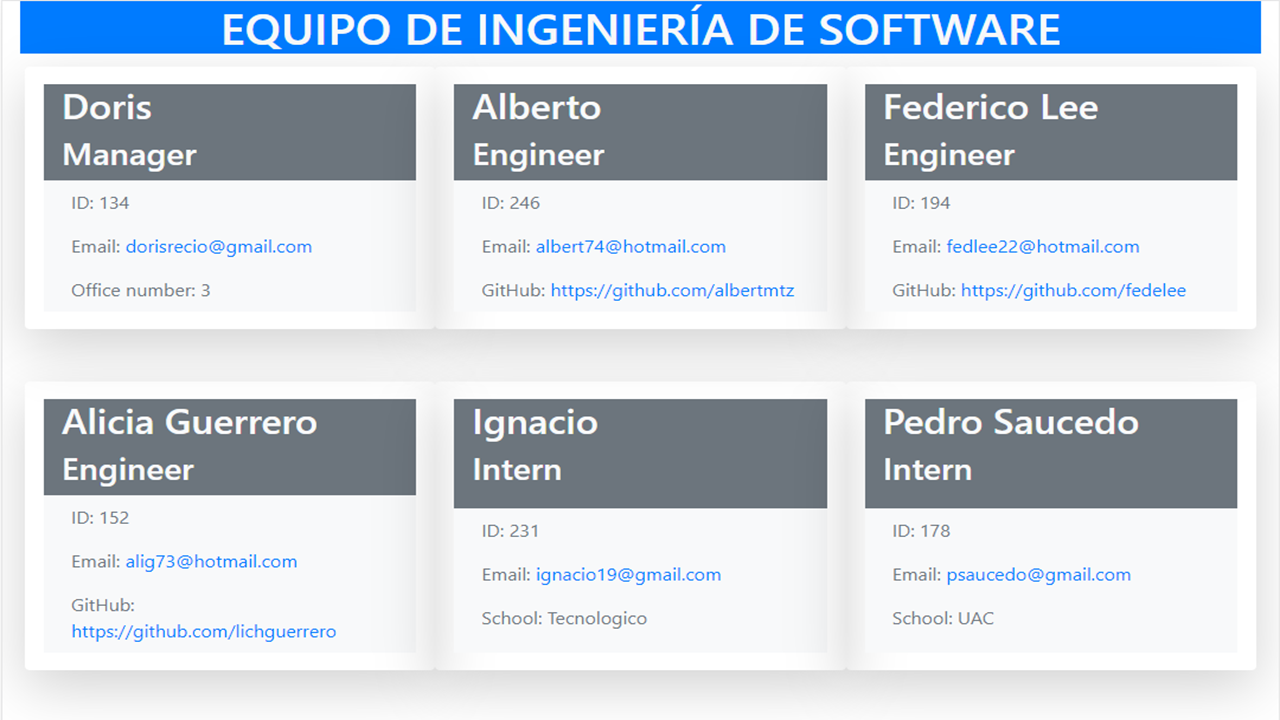 EQUIPO DE INGENIERÍA DE SOFTWARE
Doris
Manager
ID: 134
Email: dorisrecio@gmail.com
Office number: 3
Alberto
Engineer
ID: 246
Email: albert74@hotmail.com
GitHub: https://github.com/albertmtz
Federico Lee
Engineer
ID: 194
Email: fedlee22@hotmail.com
GitHub: https://github.com/fedelee
Alicia Guerrero
Engineer
ID: 152
Email: alig73@hotmail.com
GitHub:
https://github.com/lichguerrero
Ignacio
Intern
ID: 231
Email: ignacio19@gmail.com
School: Tecnologico
Pedro Saucedo
Intern
ID: 178
Email: psaucedo@gmail.com
School: UAC